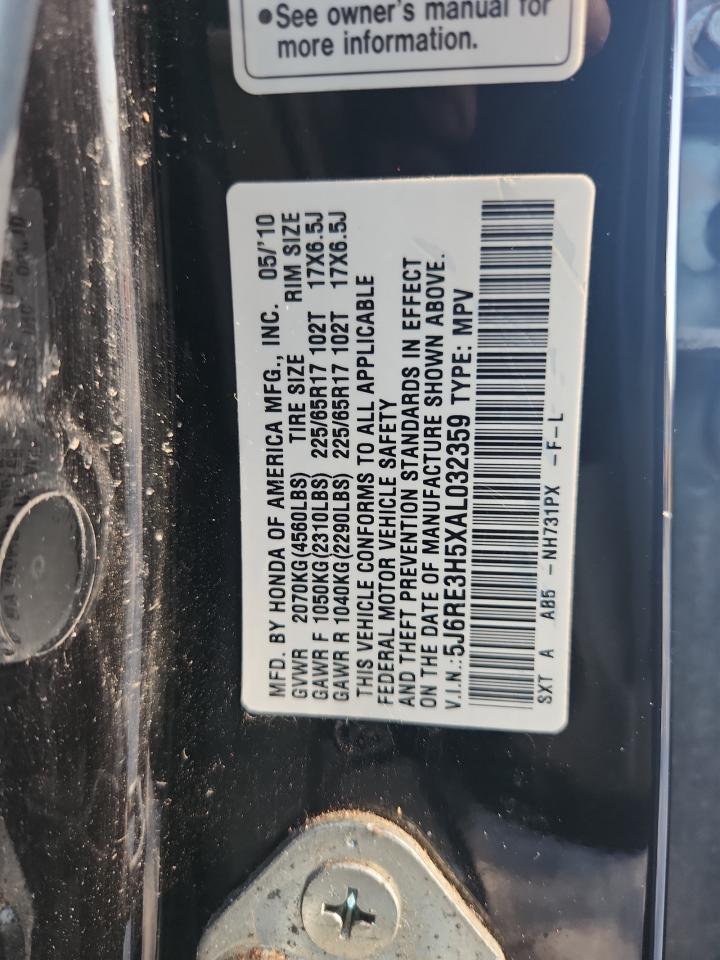 ●See owner's manual for
more information.
MFD. BY HONDA OF AMERICA MFG., INC. 05/'10
GVWR 2070KG(4560LBS) TIRE SIZE RIM SIZE
GAWR F 1050KG(2310LBS) 225/65R17 102T 17X6.5J
GAWR R 1040KG(2290LBS) 225/65R17 102T 17X6.5J
THIS VEHICLE CONFORMS TO ALL APPLICABLE
FEDERAL MOTOR VEHICLE SAFETY
AND THEFT PREVENTION STANDARDS IN EFFECT
ON THE DATE OF MANUFACTURE SHOWN ABOVE.
V.I.N.:5J6RE3H5XAL032359 TYPE: MPV
SXT A AB5 -NH731PX -F-L